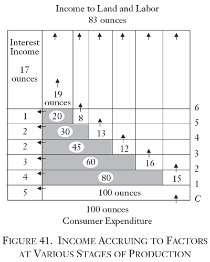 Income to Land and Labor
83 ounces
Interest
Income
17
ounces
19
ounces
6
1 20 8 5
2 30 13 4
2 45 12 3
3 60 16 2
4 80 15 1
5 100 ounces C
100 ounces
Consumer Expenditure
FIGURE 41. INCOME ACCRUING TO FACTORS
AT VARIOUS STAGES OF PRODUCTION